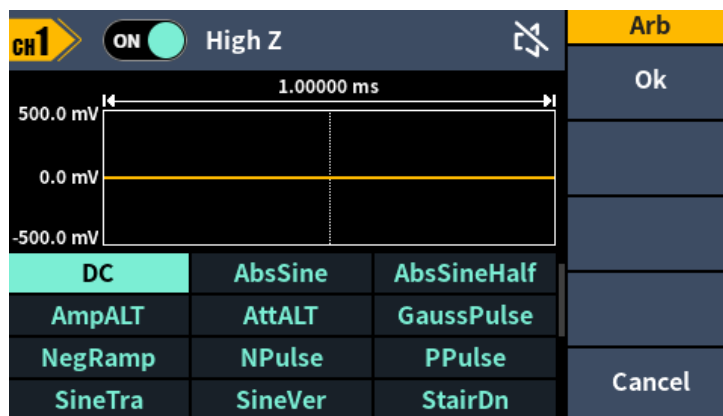 CH1 ON High Z Arb
Ok
1.00000 ms
500.0 mV
0.0 mV
-500.0 mV
DC AbsSine AbsSineHalf
AmpALT AttALT GaussPulse
NegRamp NPulse PPulse
Cancel
SineTra SineVer StairDn